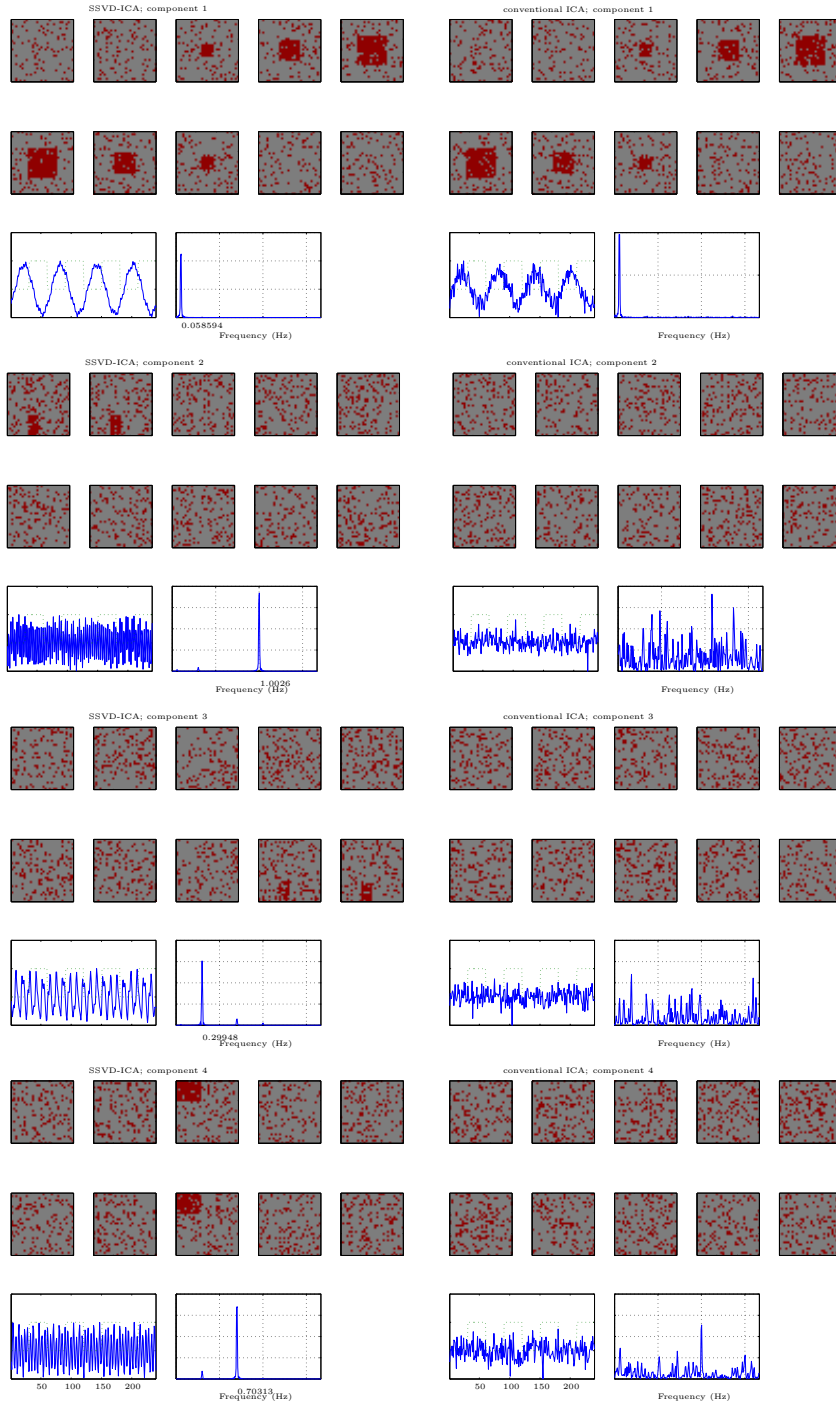 SSVD-ICA; component 1
conventional ICA; component 1
0.058594
Frequency (Hz)
Frequency (Hz)
SSVD-ICA; component 2
conventional ICA; component 2
1.0026
Frequency (Hz)
Frequency (Hz)
SSVD-ICA; component 3
conventional ICA; component 3
0.29948
Frequency (Hz)
Frequency (Hz)
SSVD-ICA; component 4
conventional ICA; component 4
50 100 150 200
0.70313
Frequency (Hz)
50 100 150 200
Frequency (Hz)